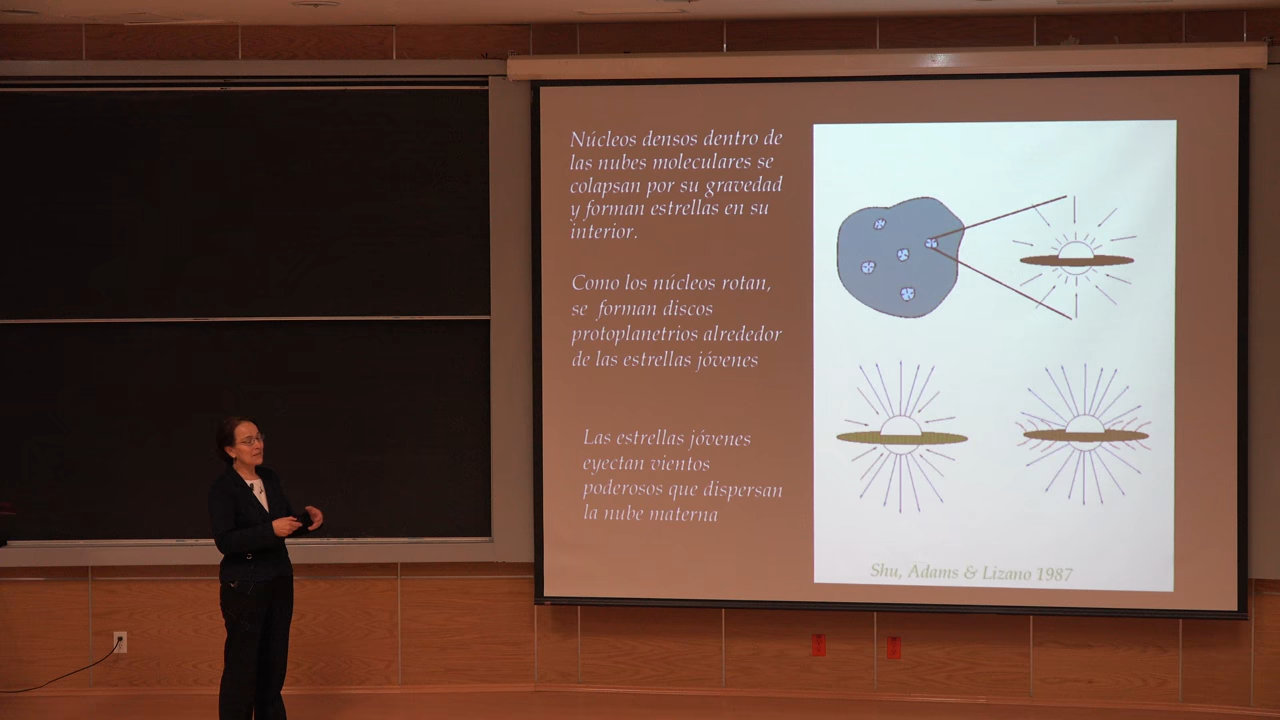 Núcleos densos dentro de
las nubes moleculares se
colapsan por su gravedad
y forman estrellas en su
interior.
Como los núcleos rotan,
se forman discos
protoplanetrios alrededor
de las estrellas jóvenes
Las estrellas jóvenes
eyectan vientos
poderosos que dispersan
la nube materna
Shu, Adams & Lizano 1987